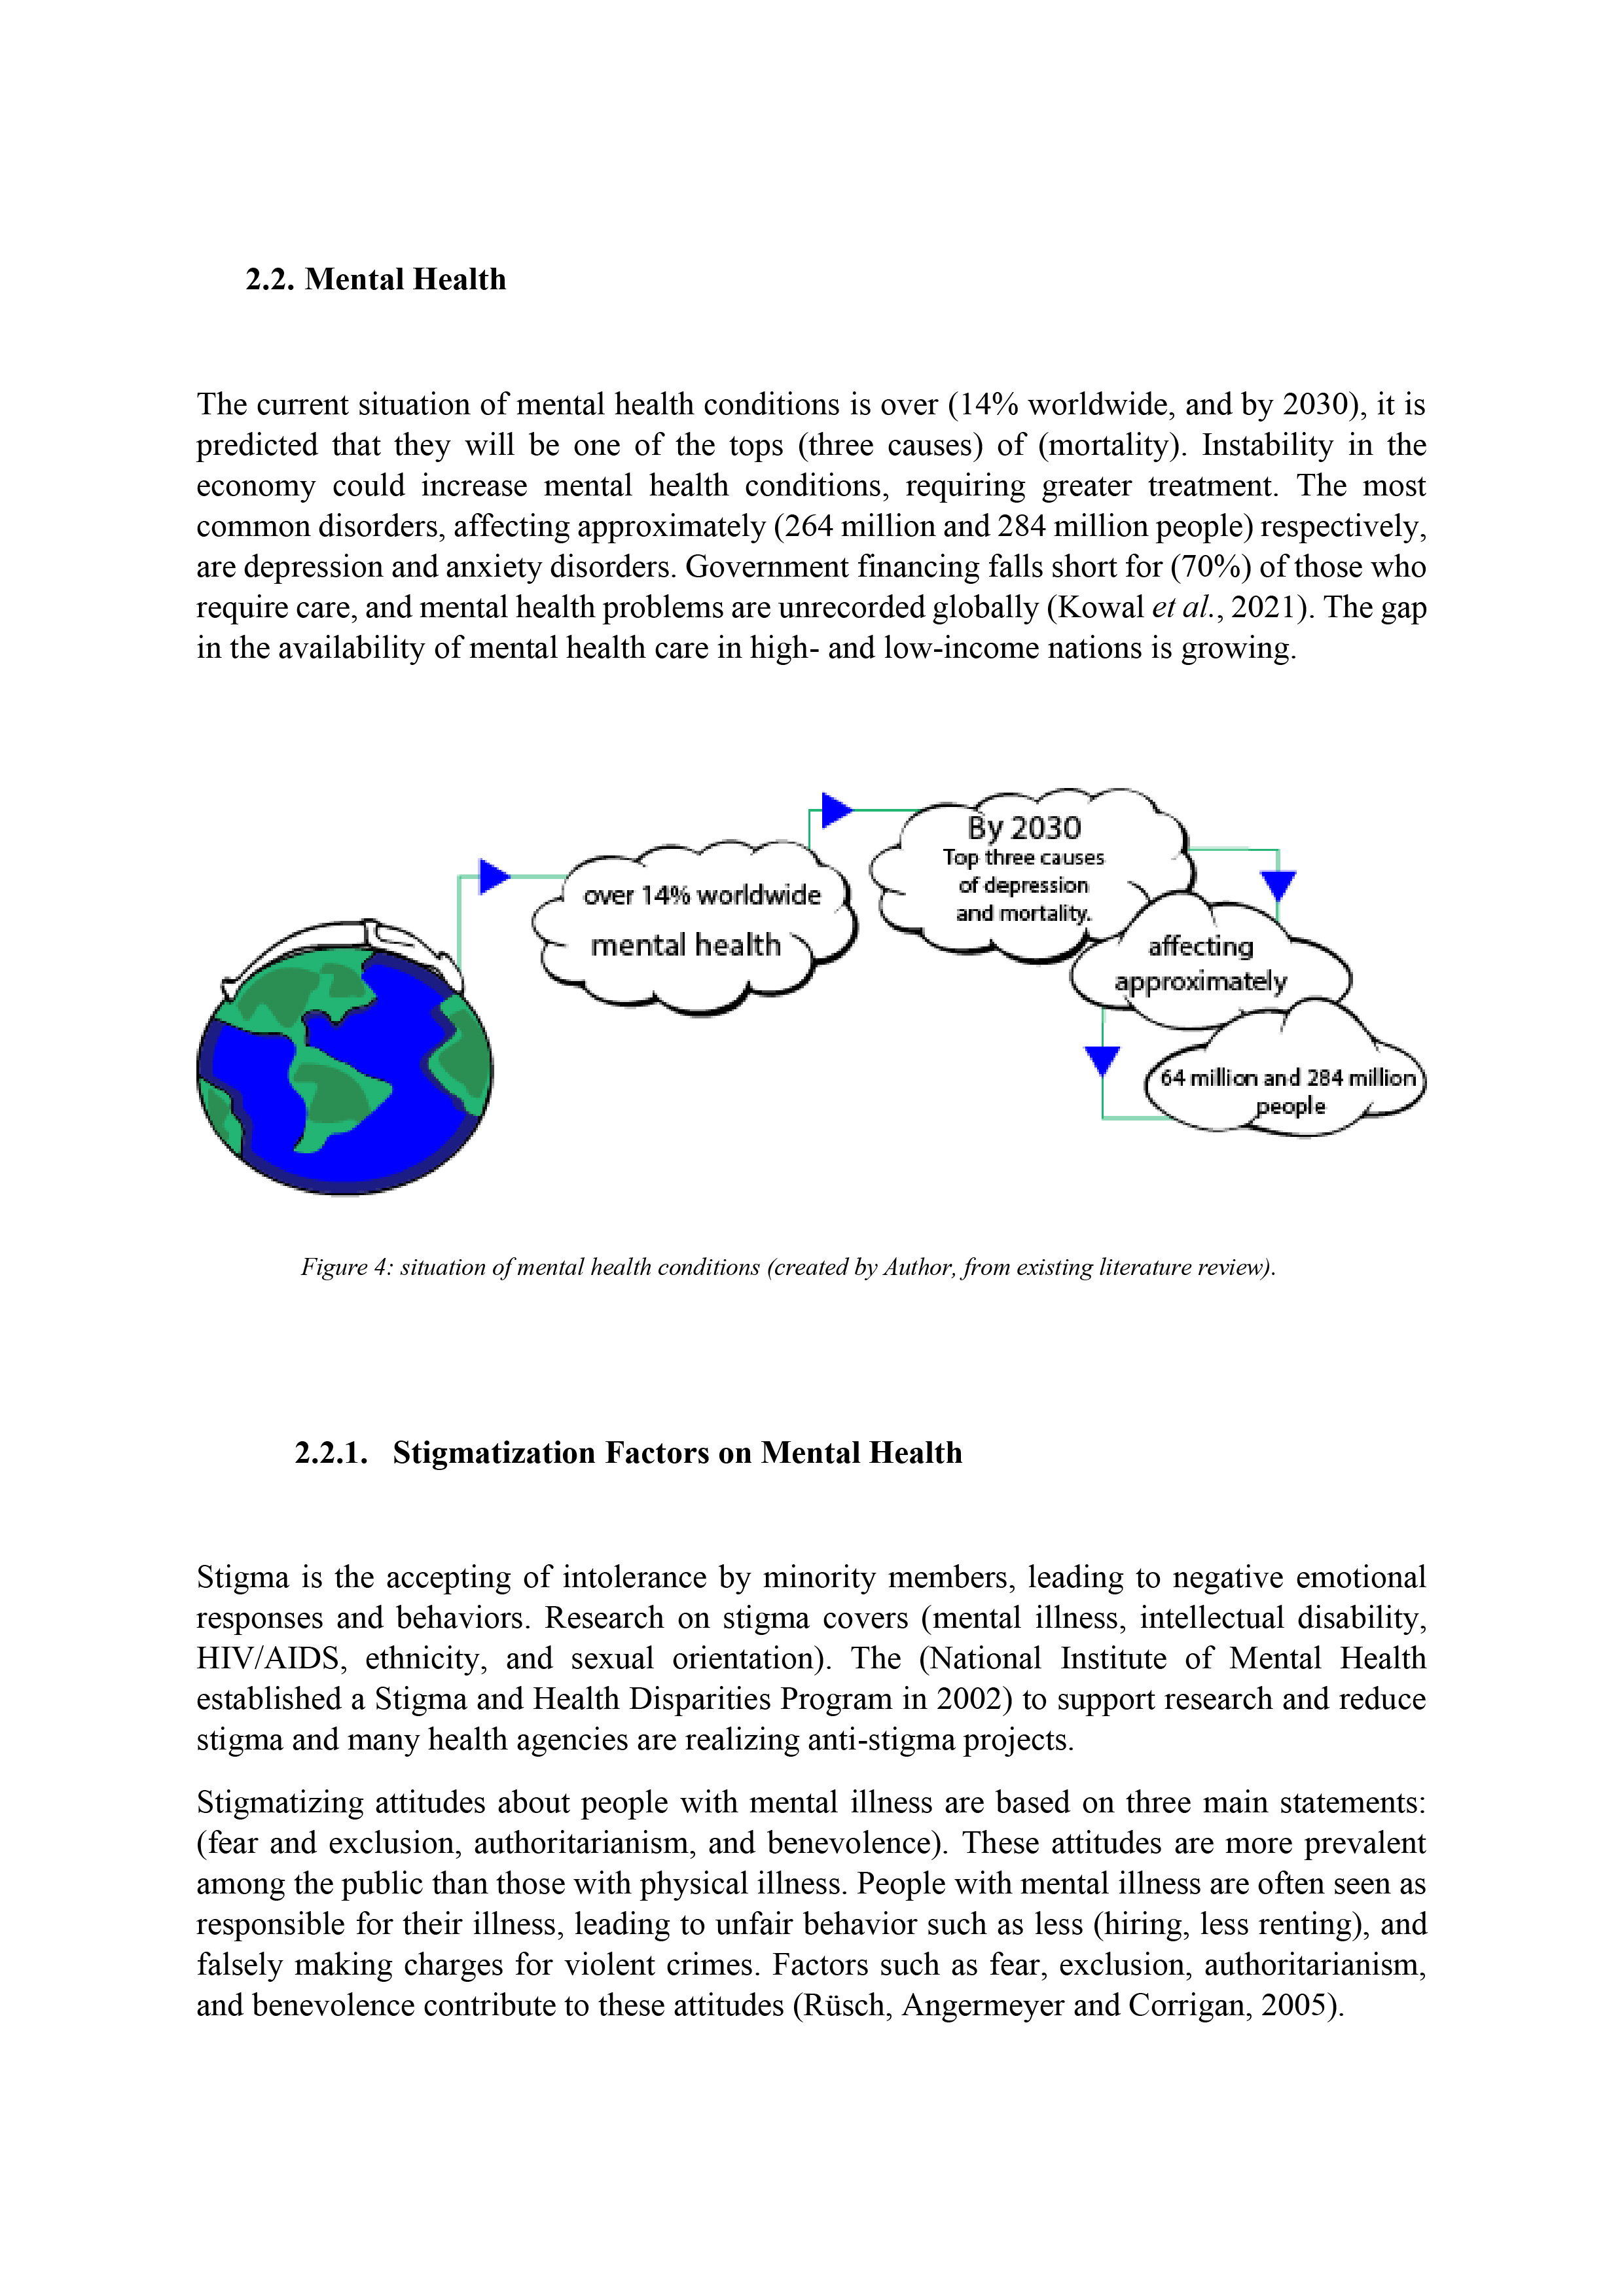 2.2. Mental Health
The current situation of mental health conditions is over (14% worldwide, and by 2030), it is
predicted that they will be one of the tops (three causes) of (mortality). Instability in the
economy could increase mental health conditions, requiring greater treatment. The most
common disorders, affecting approximately (264 million and 284 million people) respectively,
are depression and anxiety disorders. Government financing falls short for (70%) of those who
require care, and mental health problems are unrecorded globally (Kowal et al., 2021). The gap
in the availability of mental health care in high- and low-income nations is growing.
over 14% worldwide
mental health
By 2030
Top three causes
of depression
and mortality.
affecting
approximately
64 million and 284 million
people
Figure 4: situation of mental health conditions (created by Author, from existing literature review).
2.2.1. Stigmatization Factors on Mental Health
Stigma is the accepting of intolerance by minority members, leading to negative emotional
responses and behaviors. Research on stigma covers (mental illness, intellectual disability,
HIV/AIDS, ethnicity, and sexual orientation). The (National Institute of Mental Health
established a Stigma and Health Disparities Program in 2002) to support research and reduce
stigma and many health agencies are realizing anti-stigma projects.
Stigmatizing attitudes about people with mental illness are based on three main statements:
(fear and exclusion, authoritarianism, and benevolence). These attitudes are more prevalent
among the public than those with physical illness. People with mental illness are often seen as
responsible for their illness, leading to unfair behavior such as less (hiring, less renting), and
falsely making charges for violent crimes. Factors such as fear, exclusion, authoritarianism,
and benevolence contribute to these attitudes (Rüsch, Angermeyer and Corrigan, 2005).